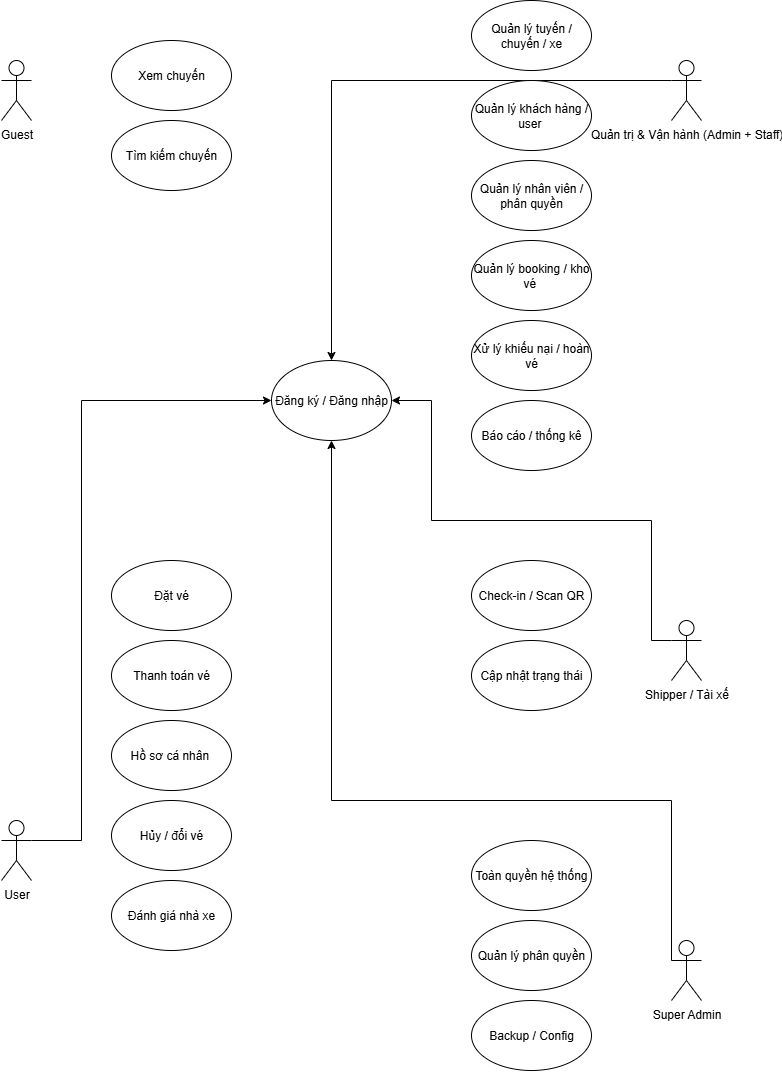 Quản lý tuyến /
chuyến / xe
Xem chuyến
Guest
Quản lý khách hàng /
user
Quản trị & Vận hành (Admin + Staff)
Tìm kiếm chuyến
Quản lý nhân viên /
phân quyền
Quản lý booking / kho
vé
Xử lý khiếu nại / hoàn
vé
Đăng ký / Đăng nhập
Báo cáo / thống kê
Đặt vé
Check-in / Scan QR
Thanh toán vé
Cập nhật trạng thái
Shipper / Tài xế
Hồ sơ cá nhân
Hủy / đổi vé
User
Toàn quyền hệ thống
Đánh giá nhà xe
Quản lý phân quyền
Super Admin
Backup / Config